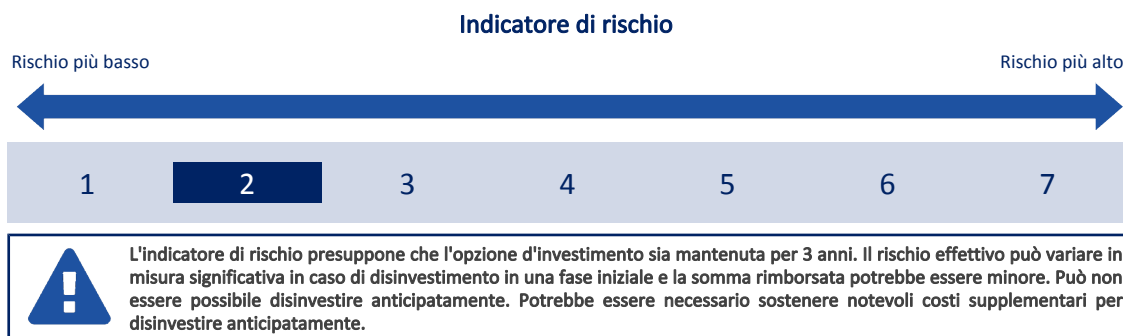 Indicatore di rischio
Rischio più basso
Rischio più alto
1 2 3 4 5 6 7
L'indicatore di rischio presuppone che l'opzione d'investimento sia mantenuta per 3 anni. Il rischio effettivo può variare in
misura significativa in caso di disinvestimento in una fase iniziale e la somma rimborsata potrebbe essere minore. Può non
essere possibile disinvestire anticipatamente. Potrebbe essere necessario sostenere notevoli costi supplementari per
disinvestire anticipatamente.